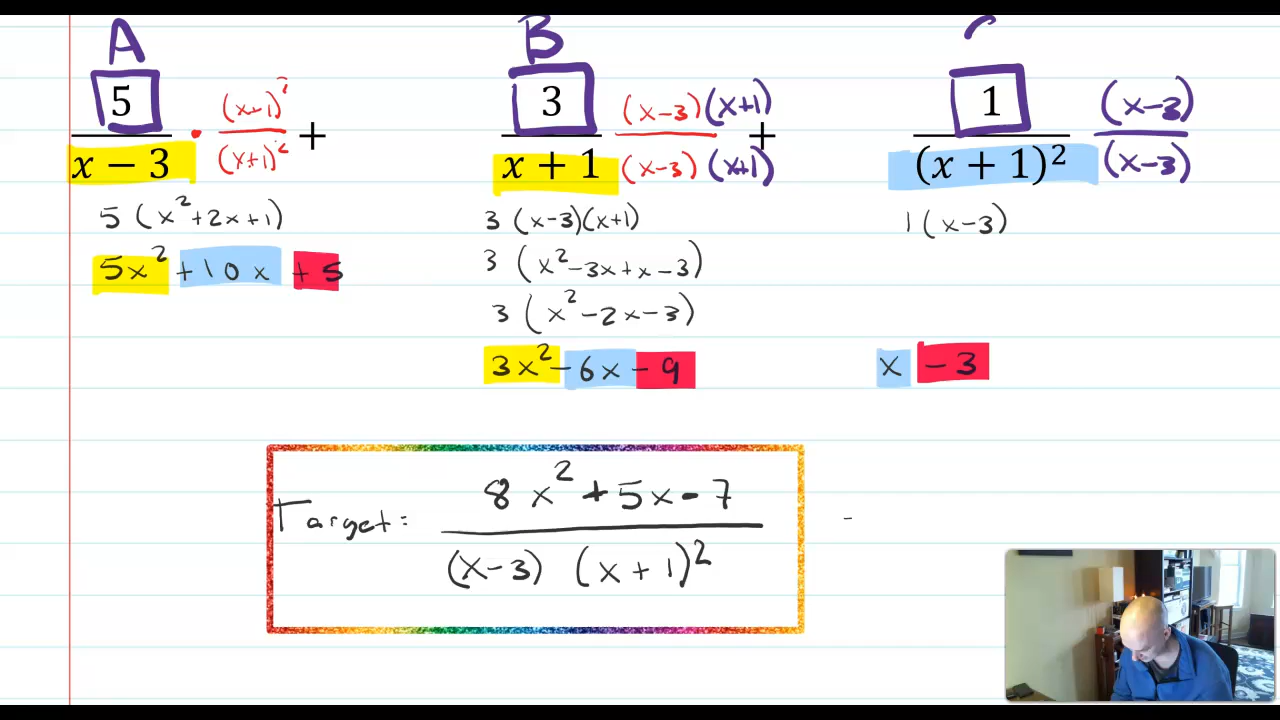 A B
5/(x − 3) · (x+1)²/(x+1)² + 3/(x + 1) (x−3)(x+1)/(x−3)(x+1) + 1/(x + 1)² (x−3)/(x−3)
5 (x²+2x+1) 3 (x−3)(x+1) 1(x−3)
5x² +10x +5 3 (x²−3x+x−3)
3 (x²−2x−3)
3x²−6x−9 x −3
Target: 8x²+5x−7/(x−3) (x+1)²